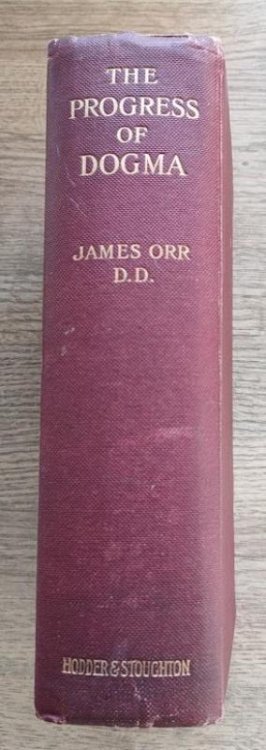 THE
PROGRESS
OF
DOGMA
JAMES ORR
D.D.
HODDER & STOUGHTON